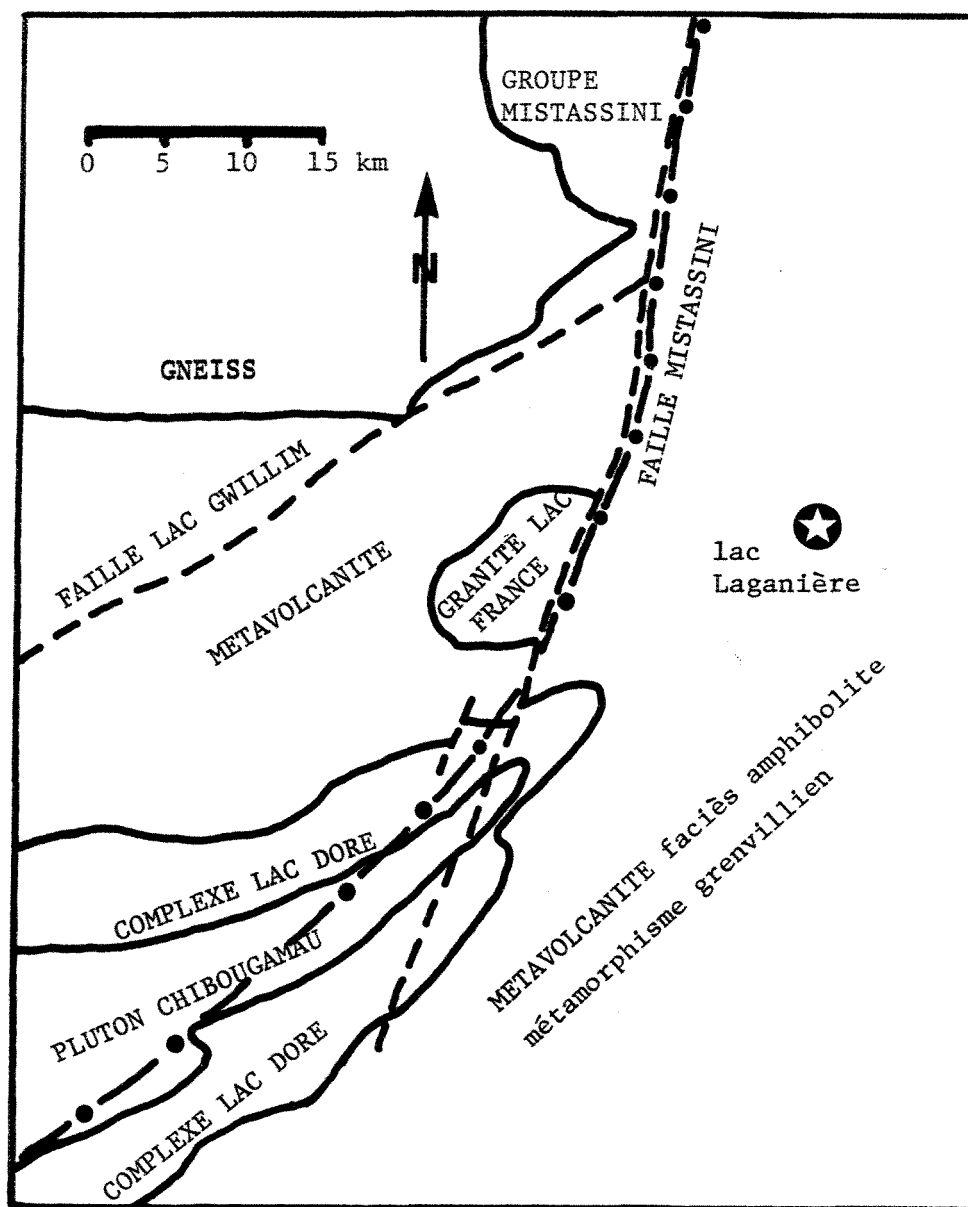 GROUPE
MISTASSINI
0 5 10 15 km
N
FAILLE MISTASSINI
GNEISS
FAILLE LAC GWILLIM
METAVOLCANITE
GRANITE LAC
FRANCE
lac
Laganière
COMPLEXE LAC DORE
METAVOLCANITE faciès amphibolite
métamorphisme grenvillien
PLUTON CHIBOUGAMAU
COMPLEXE LAC DORE